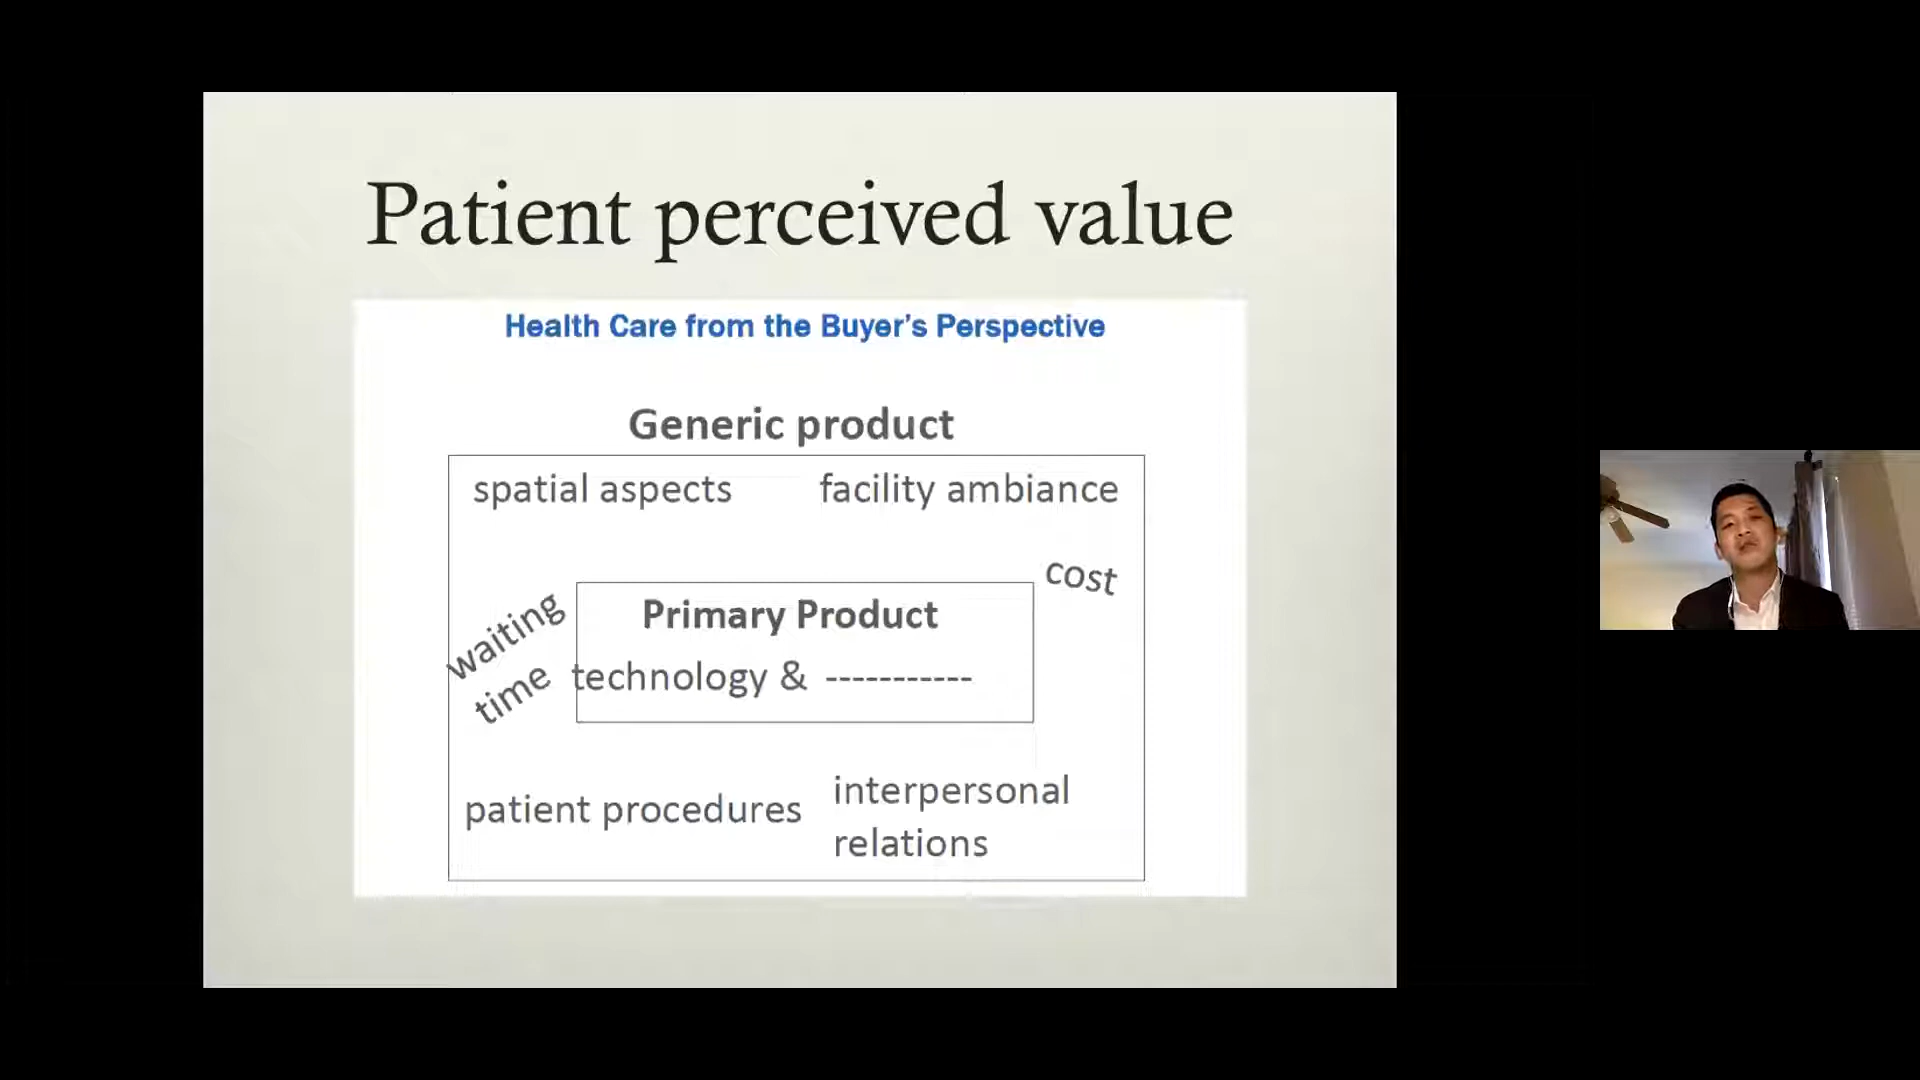 Patient perceived value
Health Care from the Buyer's Perspective
Generic product
spatial aspects facility ambiance
cost
waiting
time
Primary Product
technology & -----------
patient procedures
interpersonal
relations